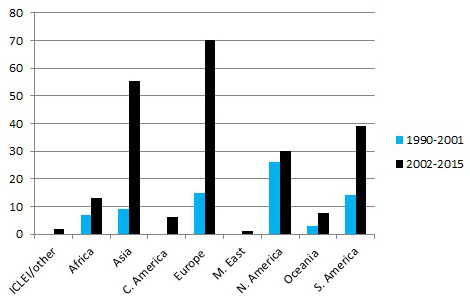 80
70
60
50
40
30
20
10
0
ICLEI/other
Africa
Asia
C. America
Europe
M. East
N. America
Oceania
S. America
1990-2001
2002-2015